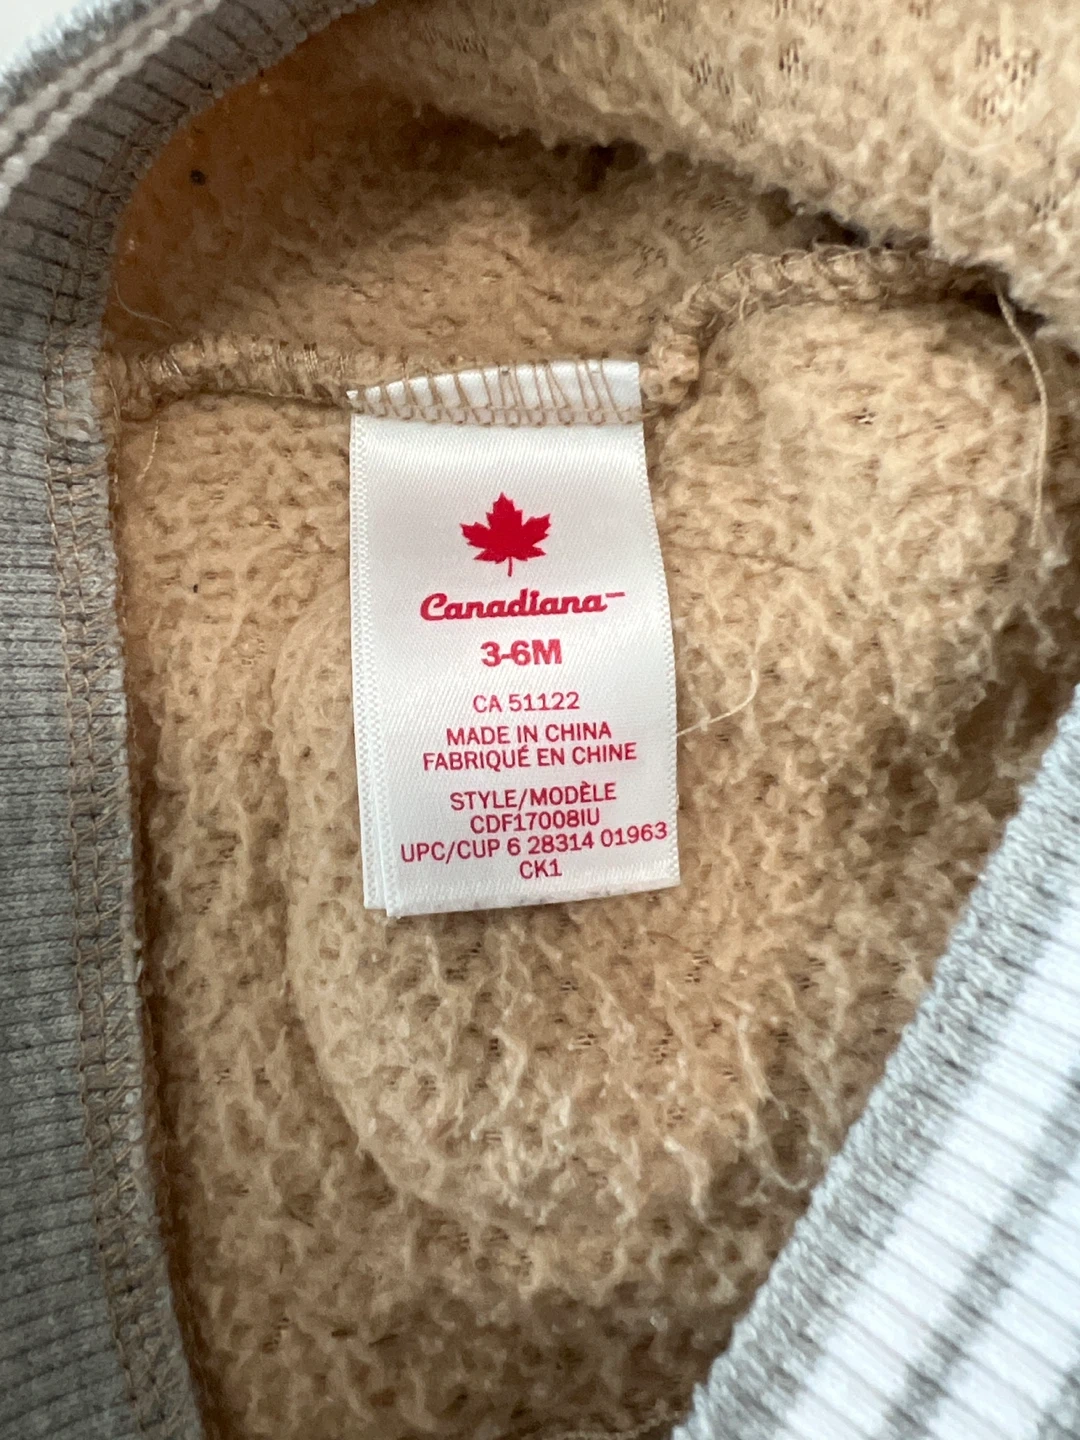 Canadiana™
3-6M
CA 51122
MADE IN CHINA
FABRIQUÉ EN CHINE
STYLE/MODÈLE
CDF17008IU
UPC/CUP 6 28314 01963
CK1